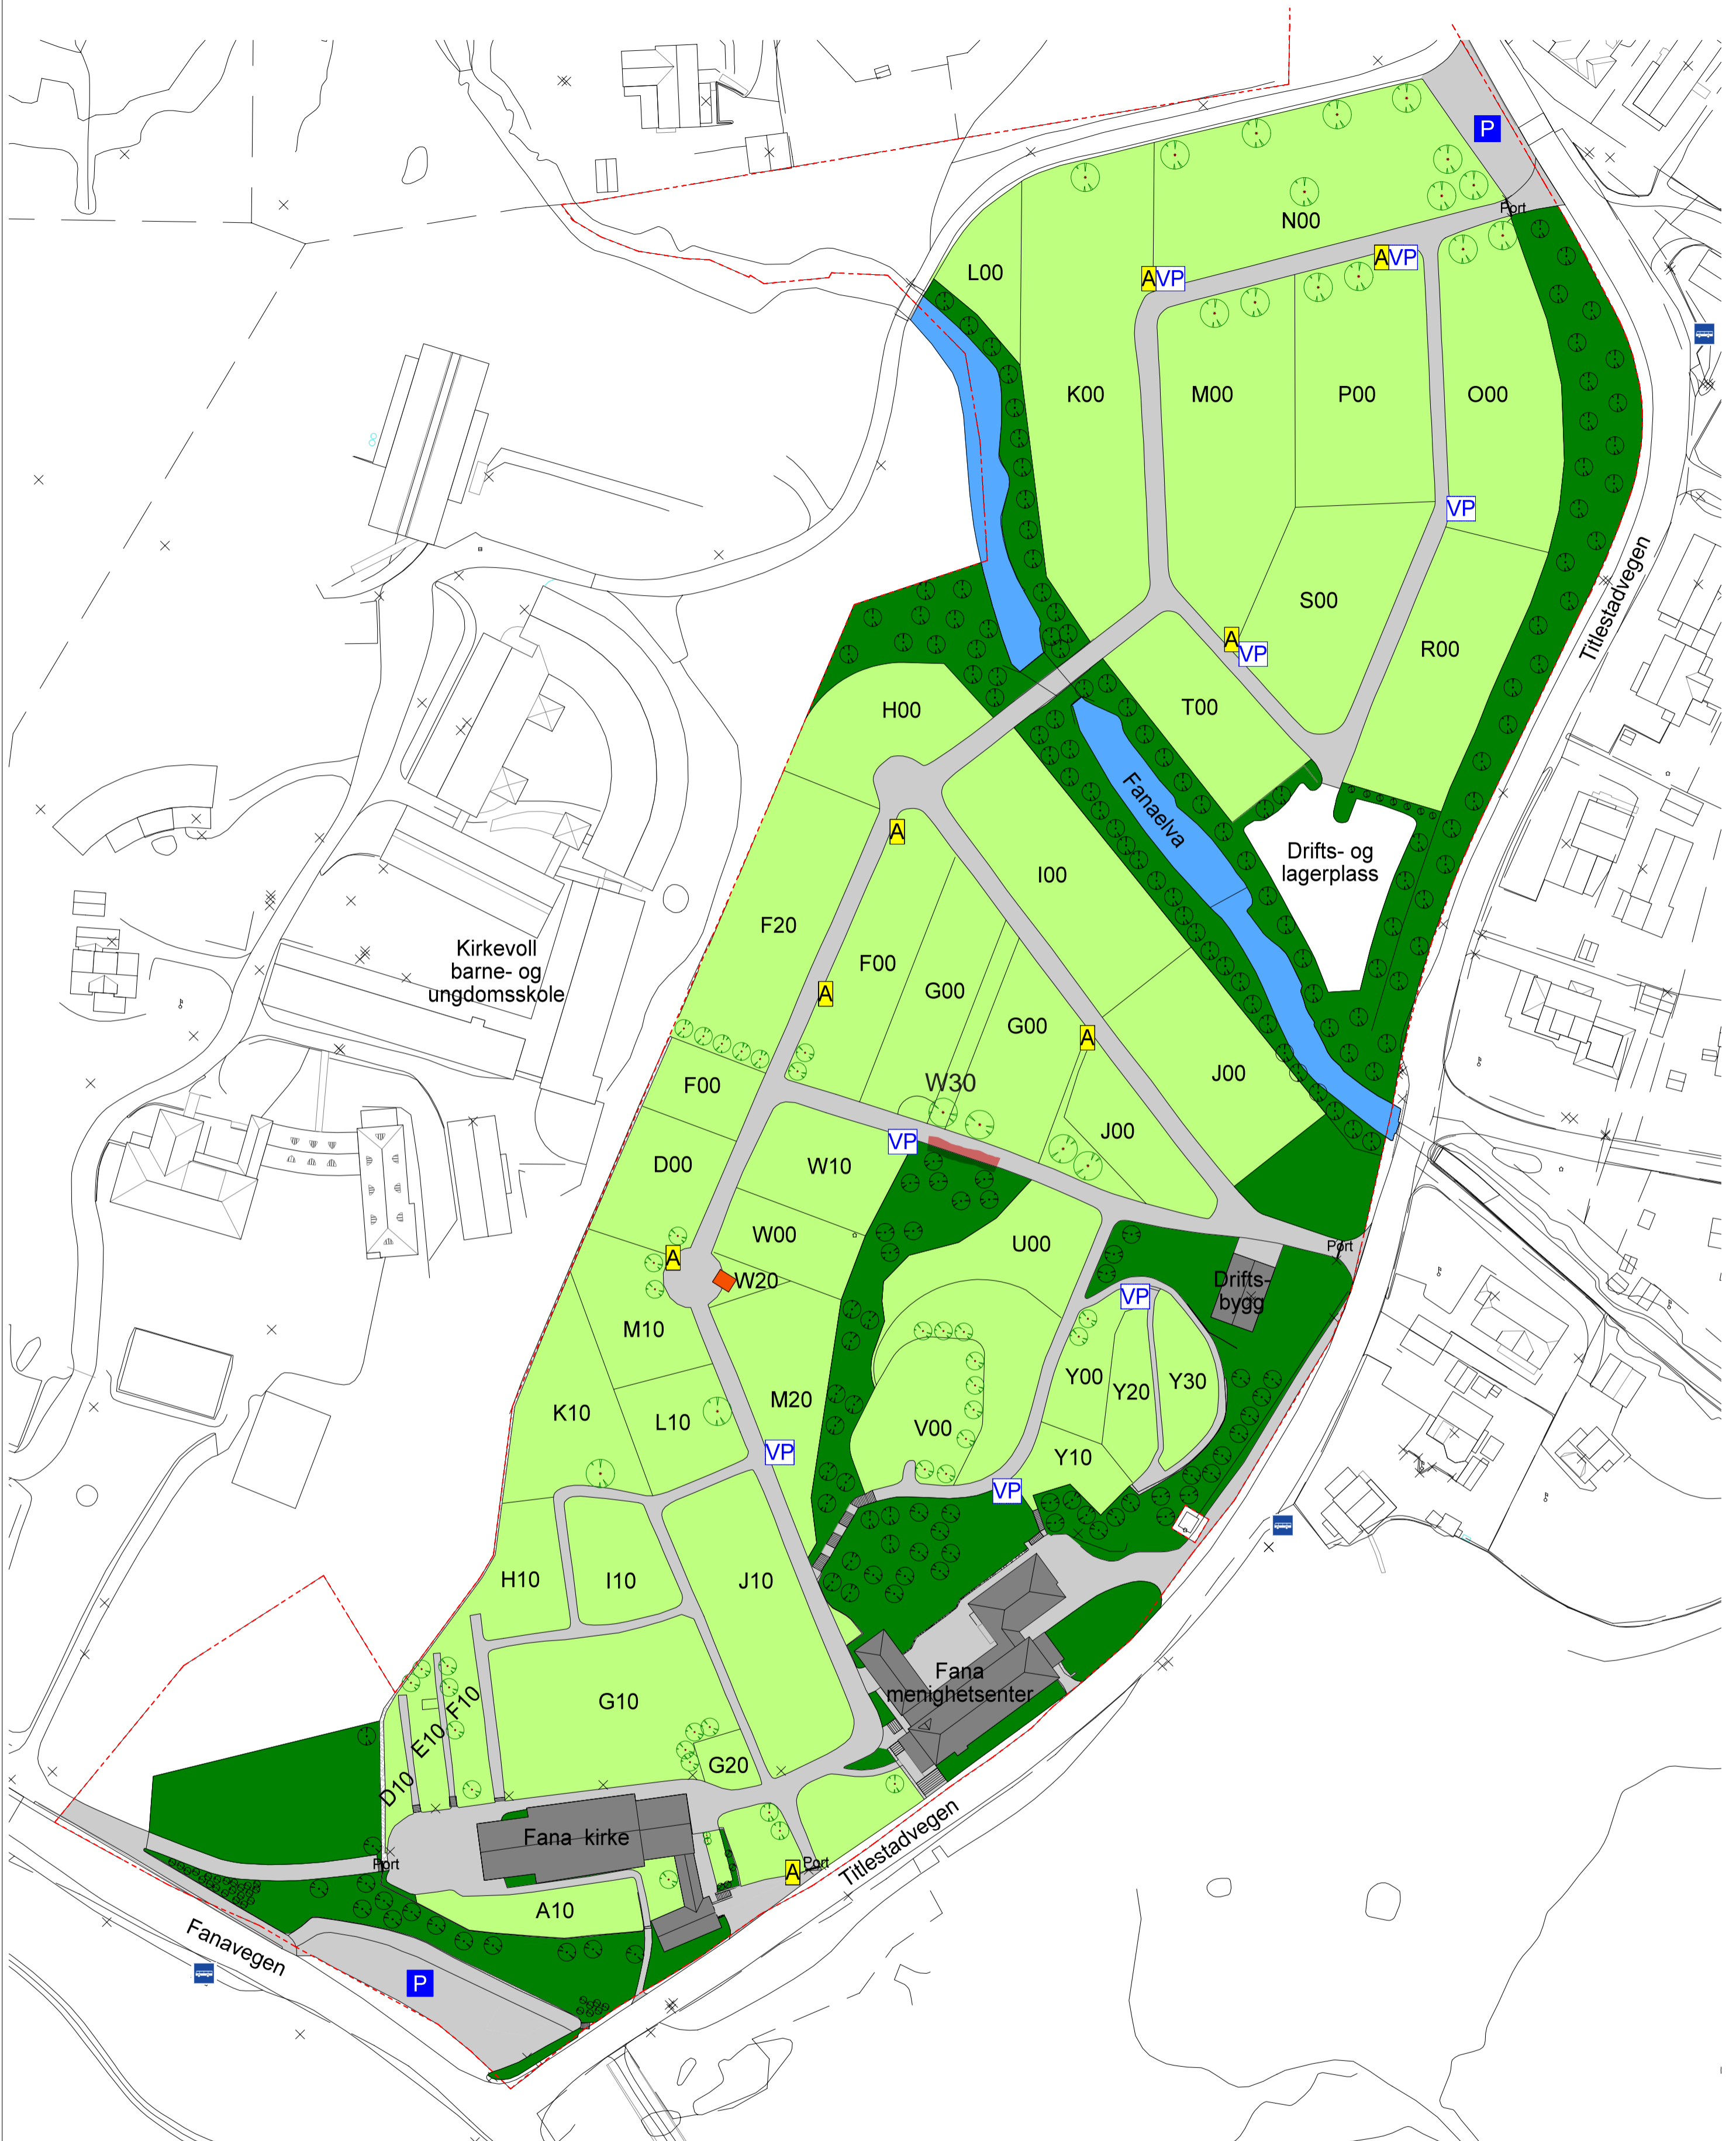 P
Port
N00
L00
A VP
A VP
K00
M00
P00
O00
VP
S00
Titlestadvegen
A
VP
R00
T00
H00
Fanaelva
A
Drifts- og
lagerplass
I00
F20
Kirkevoll
barne- og
ungdomsskole
F00
G00
A
G00
A
J00
F00
W30
J00
VP
D00
W10
W00
U00
Port
A
W20
Drifts-
bygg
VP
M10
Y00
Y20
Y30
K10
L10
M20
V00
VP
Y10
VP
H10
I10
J10
Fana
menighetsenter
G10
F10
E10
D10
G20
Fana kirke
Port
A
Port
Titlestadvegen
A10
Fanavegen
P